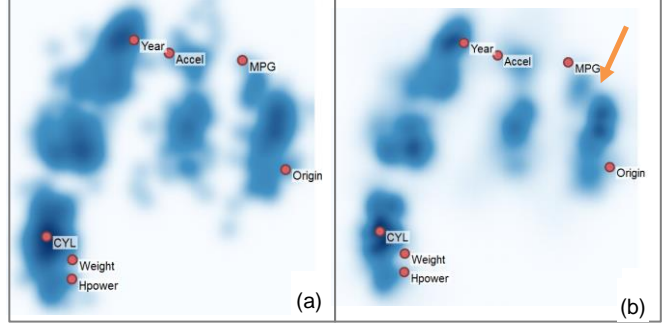 Year
Accel
MPG
Origin
CYL
Weight
Hpower
(a)
Year
Accel
MPG
Origin
CYL
Weight
Hpower
(b)